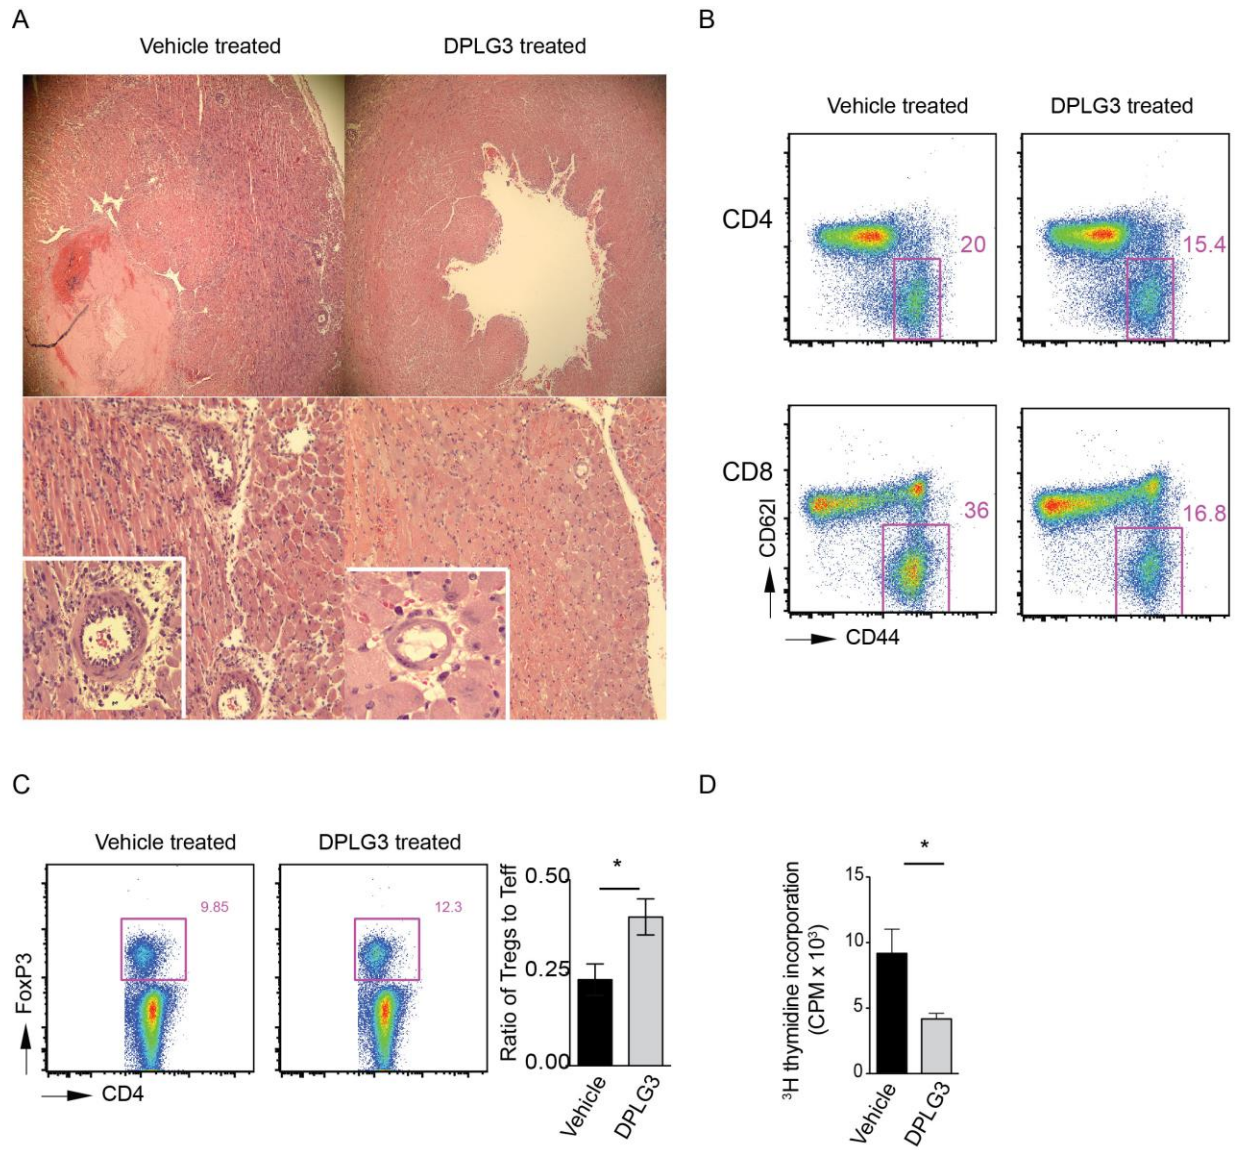 A
Vehicle treated
DPLG3 treated
B
Vehicle treated
DPLG3 treated
CD4
20
15.4
CD8
CD62l
36
16.8
CD44
C
Vehicle treated
DPLG3 treated
FoxP3
9.85
12.3
CD4
Ratio of Tregs to Teff
0.50
0.25
0.00
*
Vehicle
DPLG3
D
³H thymidine incorporation
(CPM x 10³)
15
10
5
0
*
Vehicle
DPLG3